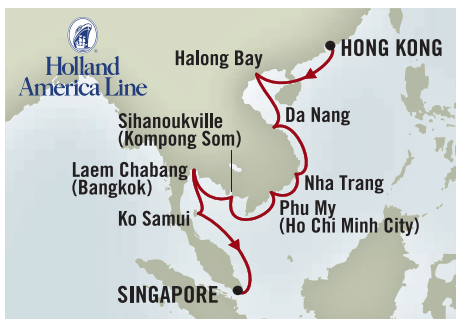 Holland
America Line
HONG KONG
Halong Bay
Da Nang
Sihanoukville
(Kompong Som)
Laem Chabang
(Bangkok)
Nha Trang
Ko Samui
Phu My
(Ho Chi Minh City)
SINGAPORE